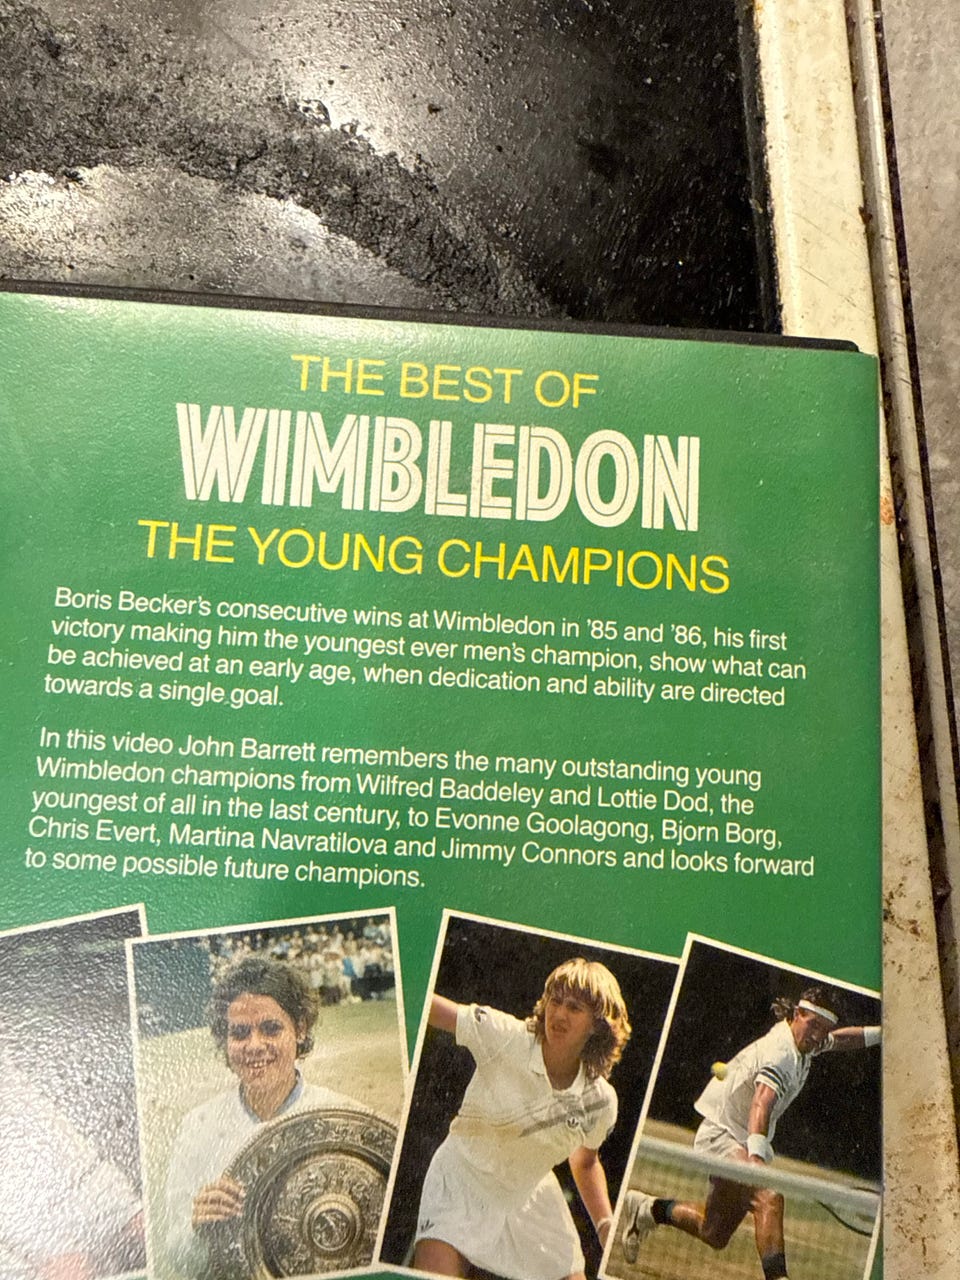 THE BEST OF
WIMBLEDON
THE YOUNG CHAMPIONS
Boris Becker's consecutive wins at Wimbledon in '85 and '86, his first
victory making him the youngest ever men's champion, show what can
be achieved at an early age, when dedication and ability are directed
towards a single goal.
In this video John Barrett remembers the many outstanding young
Wimbledon champions from Wilfred Baddeley and Lottie Dod, the
youngest of all in the last century, to Evonne Goolagong, Bjorn Borg,
Chris Evert, Martina Navratilova and Jimmy Connors and looks forward
to some possible future champions.